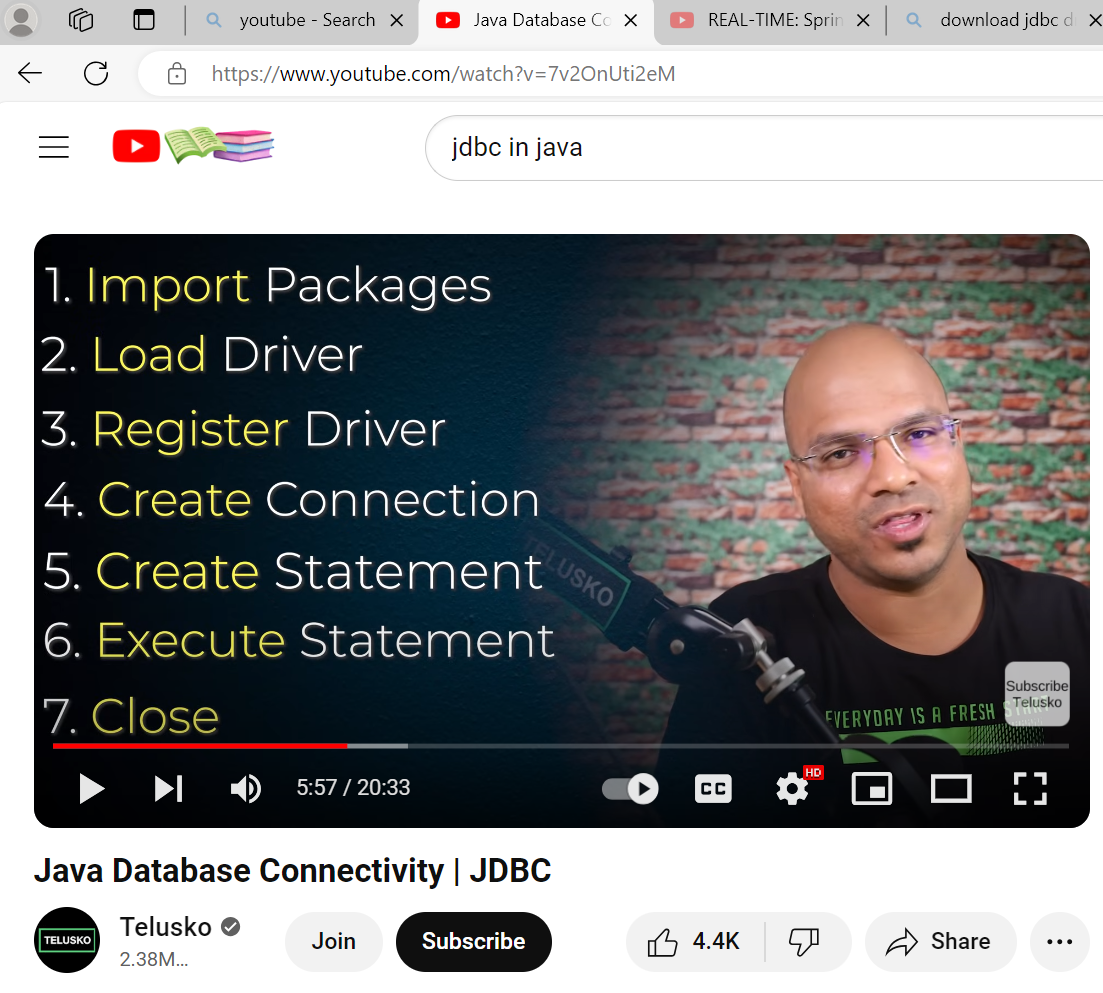 youtube - Search
Java Database Co
REAL-TIME: Sprin
download jdbc d
https://www.youtube.com/watch?v=7v2OnUti2eM
jdbc in java
1. Import Packages
2. Load Driver
3. Register Driver
4. Create Connection
5. Create Statement
6. Execute Statement
7. Close
TELUSKO
EVERYDAY IS A FRESH START
Subscribe
Telusko
5:57 / 20:33
CC
HD
Java Database Connectivity | JDBC
TELUSKO
Telusko
2.38M...
Join
Subscribe
4.4K
Share